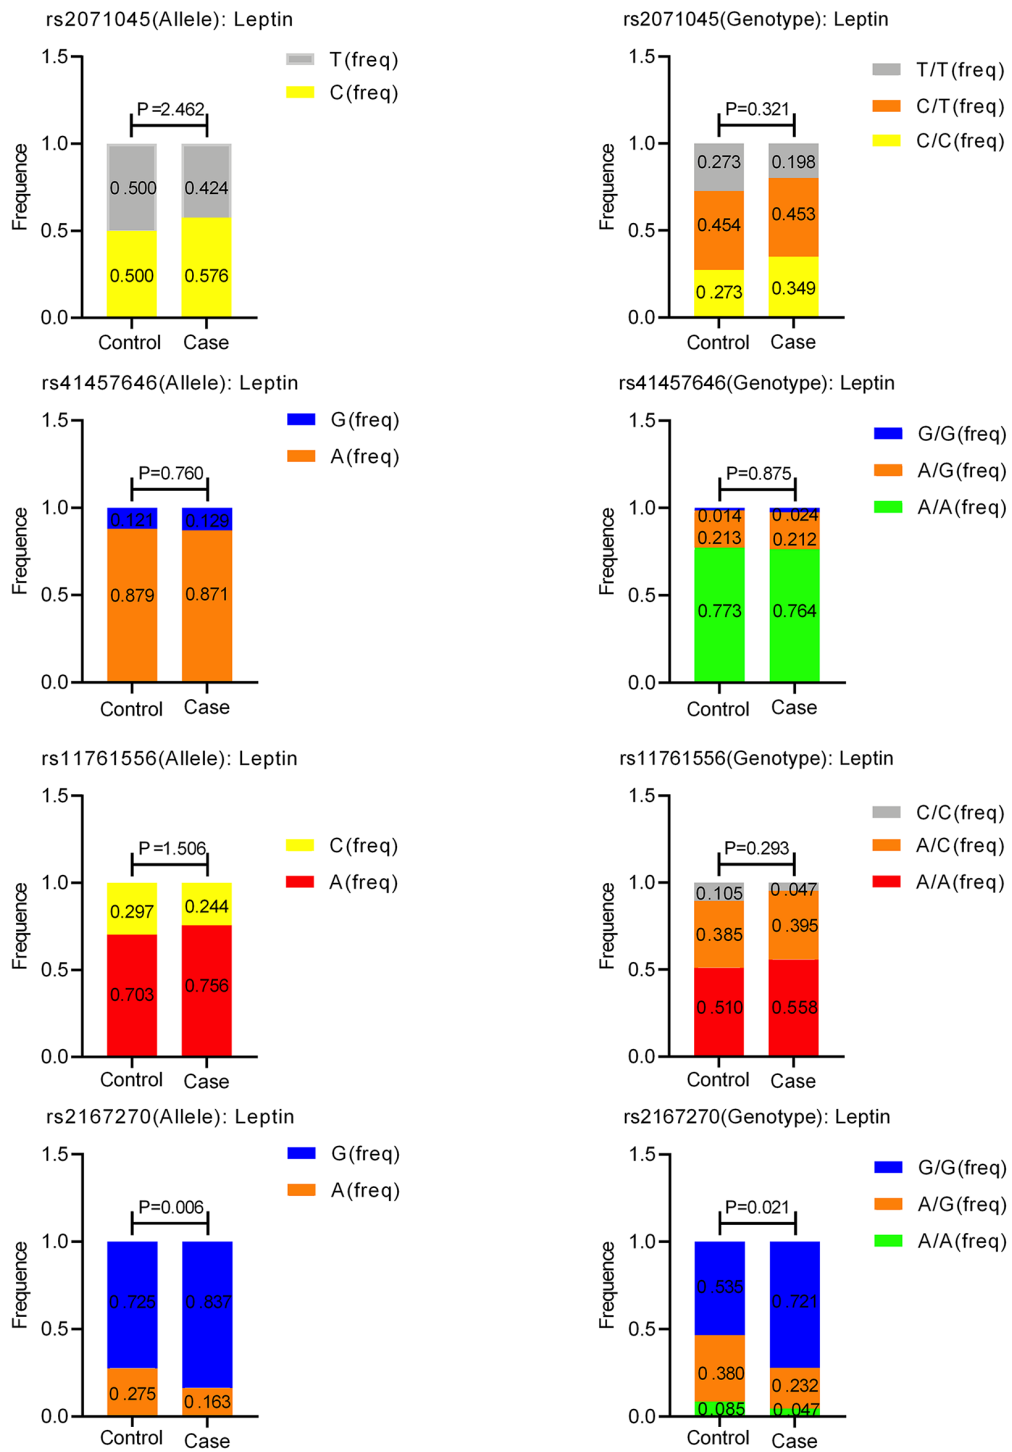 rs2071045(Allele): Leptin
1.5
1.0
0.5
0.0
Frequence
P=2.462
0.500
0.424
0.500
0.576
Control
Case
T(freq)
C(freq)
rs2071045(Genotype): Leptin
1.5
1.0
0.5
0.0
Frequence
P=0.321
0.273
0.198
0.454
0.453
0.273
0.349
Control
Case
T/T(freq)
C/T(freq)
C/C(freq)
rs41457646(Allele): Leptin
1.5
1.0
0.5
0.0
Frequence
P=0.760
0.121
0.129
0.879
0.871
Control
Case
G(freq)
A(freq)
rs41457646(Genotype): Leptin
1.5
1.0
0.5
0.0
Frequence
P=0.875
0.014
0.024
0.213
0.212
0.773
0.764
Control
Case
G/G(freq)
A/G(freq)
A/A(freq)
rs11761556(Allele): Leptin
1.5
1.0
0.5
0.0
Frequence
P=1.506
0.297
0.244
0.703
0.756
Control
Case
C(freq)
A(freq)
rs11761556(Genotype): Leptin
1.5
1.0
0.5
0.0
Frequence
P=0.293
0.105
0.047
0.385
0.395
0.510
0.558
Control
Case
C/C(freq)
A/C(freq)
A/A(freq)
rs2167270(Allele): Leptin
1.5
1.0
0.5
0.0
Frequence
P=0.006
0.725
0.837
0.275
0.163
Control
Case
G(freq)
A(freq)
rs2167270(Genotype): Leptin
1.5
1.0
0.5
0.0
Frequence
P=0.021
0.535
0.721
0.380
0.232
0.085
0.047
Control
Case
G/G(freq)
A/G(freq)
A/A(freq)